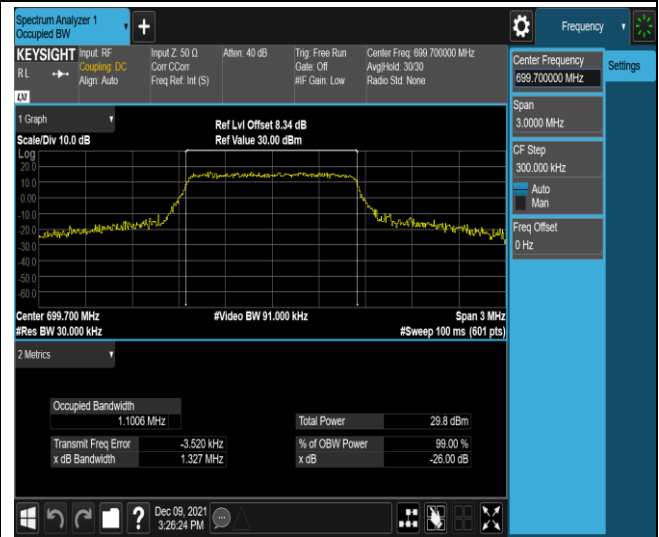 Spectrum Analyzer 1
Occupied BW
+
Frequency
KEYSIGHT
RL
LXI
Input: RF
Coupling: DC
Align: Auto
Input Z: 50 Ω
Corr CCorr
Freq Ref: Int (S)
Atten: 40 dB
Trig: Free Run
Gate: Off
#IF Gain: Low
Center Freq: 699.700000 MHz
Avg|Hold: 30/30
Radio Std: None
Center Frequency
699.700000 MHz
Settings
Span
3.0000 MHz
CF Step
300.000 kHz
Auto
Man
Freq Offset
0 Hz
1 Graph
Scale/Div 10.0 dB
Ref Lvl Offset 8.34 dB
Ref Value 30.00 dBm
Log
20.0
10.0
0.00
-10.0
-20.0
-30.0
-40.0
-50.0
-60.0
Center 699.700 MHz
#Video BW 91.000 kHz
Span 3 MHz
#Res BW 30.000 kHz
#Sweep 100 ms (601 pts)
2 Metrics
Occupied Bandwidth
1.1006 MHz
Total Power 29.8 dBm
Transmit Freq Error -3.520 kHz
% of OBW Power 99.00 %
x dB Bandwidth 1.327 MHz
x dB -26.00 dB
?
Dec 09, 2021
3:26:24 PM